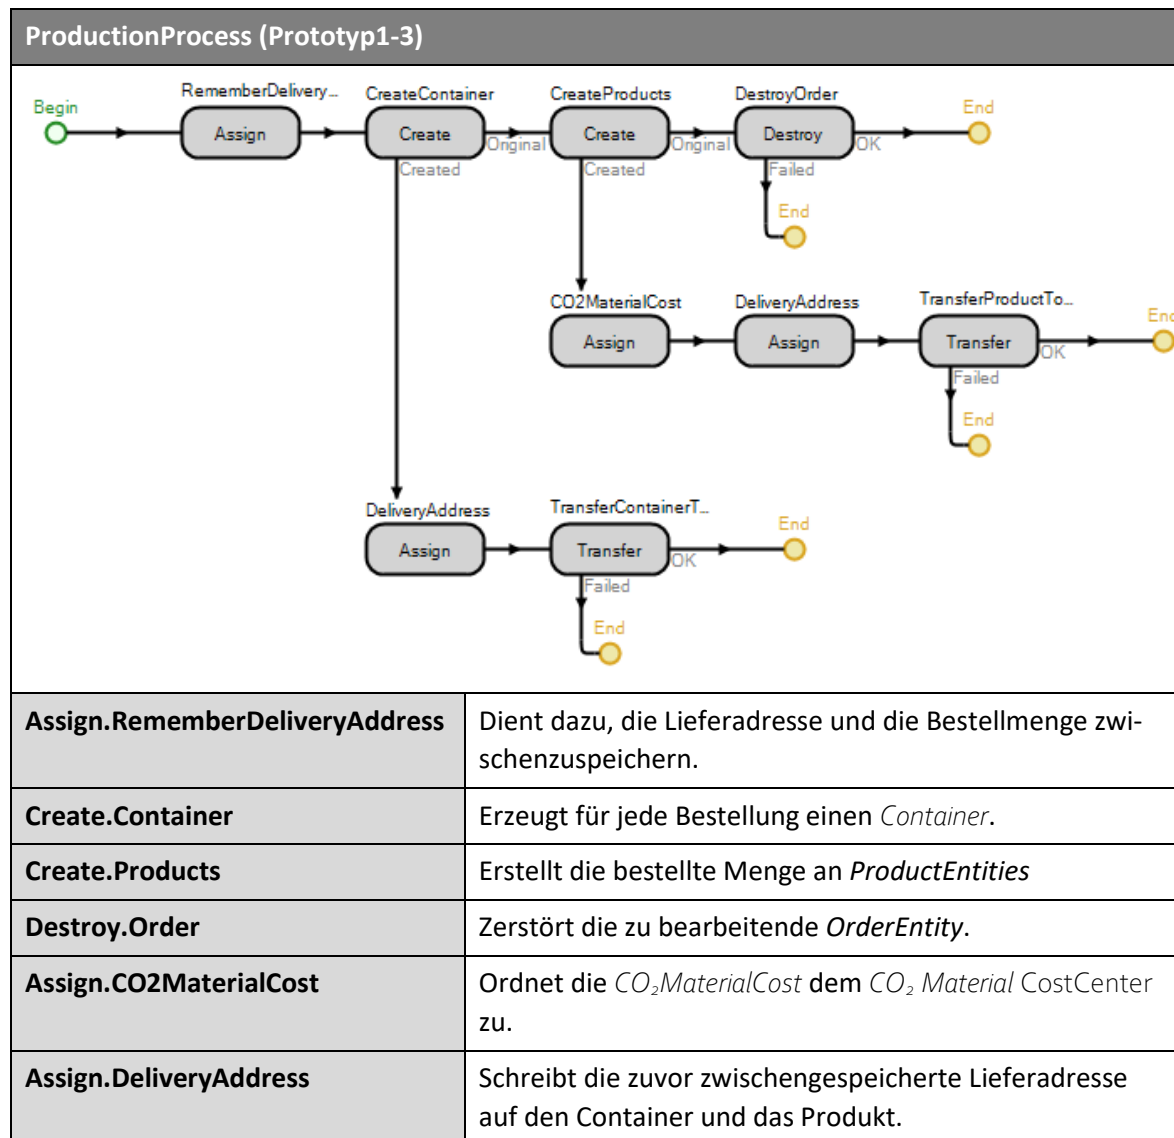 ProductionProcess (Prototyp1-3)
Begin
RememberDelivery...
Assign
CreateContainer
Create
Original
Created
CreateProducts
Create
Original
Created
DestroyOrder
Destroy
OK
Failed
End
End
CO2MaterialCost
Assign
DeliveryAddress
Assign
TransferProductTo...
Transfer
OK
Failed
End
End
DeliveryAddress
Assign
TransferContainerT...
Transfer
OK
Failed
End
End
Assign.RememberDeliveryAddress
Dient dazu, die Lieferadresse und die Bestellmenge zwi-
schenzuspeichern.
Create.Container
Erzeugt für jede Bestellung einen Container.
Create.Products
Erstellt die bestellte Menge an ProductEntities
Destroy.Order
Zerstört die zu bearbeitende OrderEntity.
Assign.CO2MaterialCost
Ordnet die CO₂MaterialCost dem CO₂ Material CostCenter
zu.
Assign.DeliveryAddress
Schreibt die zuvor zwischengespeicherte Lieferadresse
auf den Container und das Produkt.